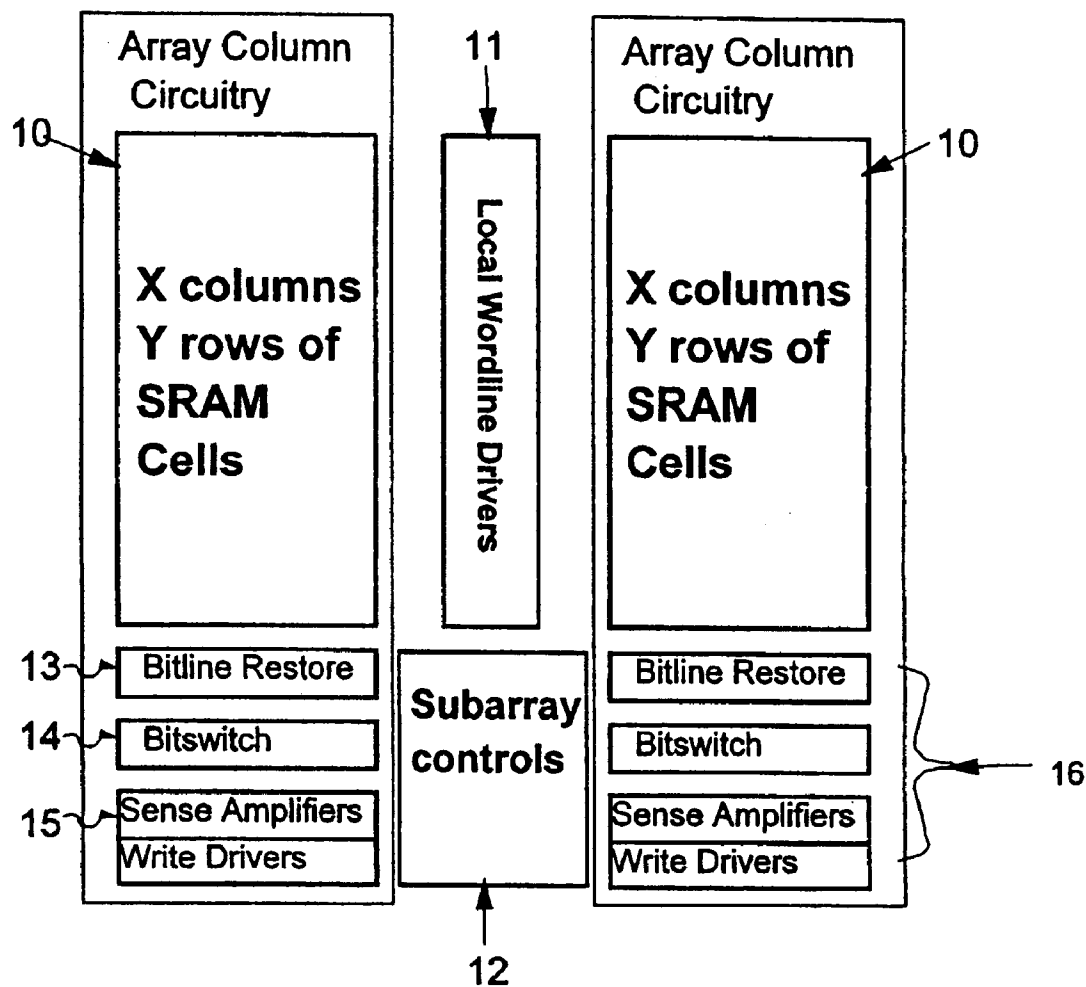 Array Column
Circuitry
10
X columns
Y rows of
SRAM
Cells
13
Bitline Restore
14
Bitswitch
15
Sense Amplifiers
Write Drivers
11
Local Wordline Drivers
Subarray
controls
12
Array Column
Circuitry
10
X columns
Y rows of
SRAM
Cells
Bitline Restore
Bitswitch
Sense Amplifiers
Write Drivers
16